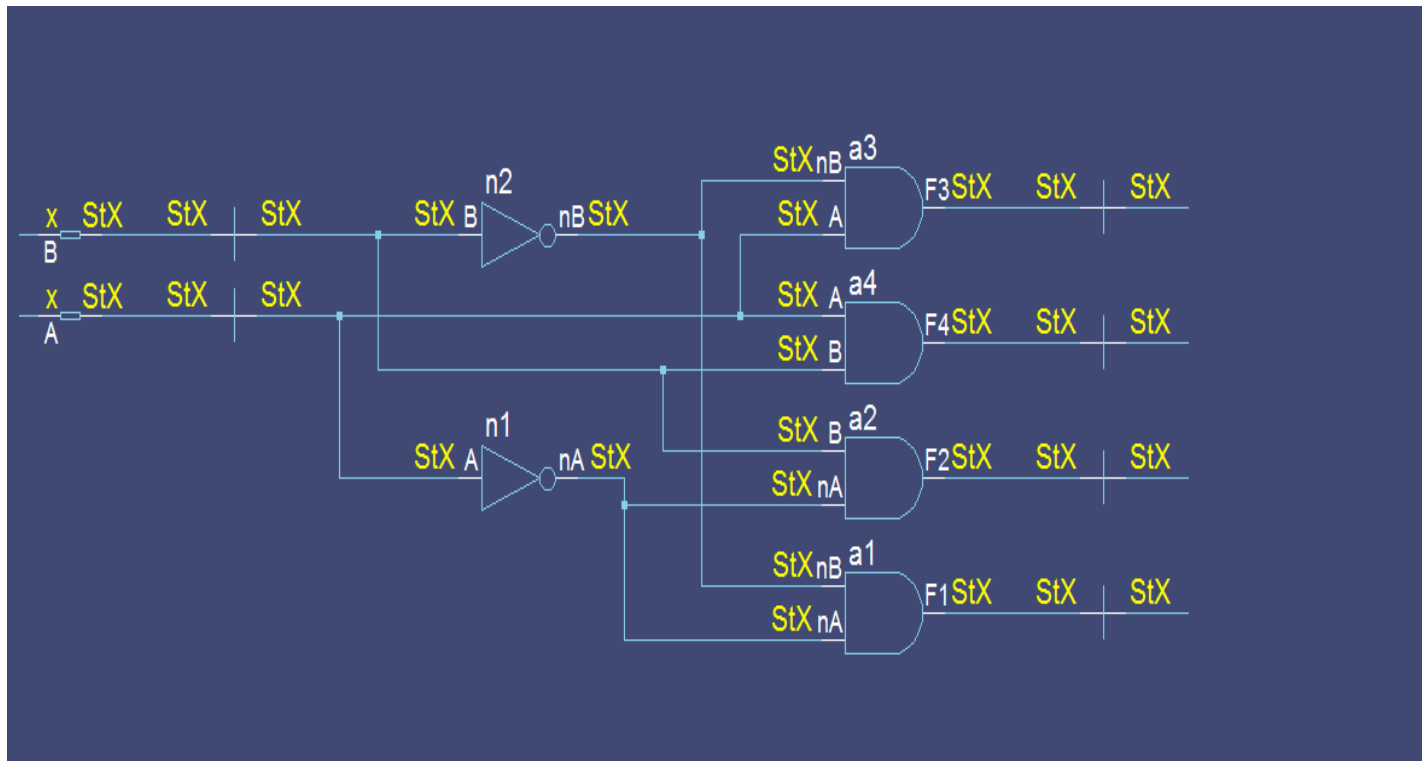 StX nB a3
n2
F3 StX StX StX
x StX StX StX StX B nB StX StX A
B
x StX StX StX StX A a4
A
F4 StX StX StX
StX B
n1 StX B a2
StX A nA StX F2 StX StX StX
StX nA
StX nB a1
F1 StX StX StX
StX nA